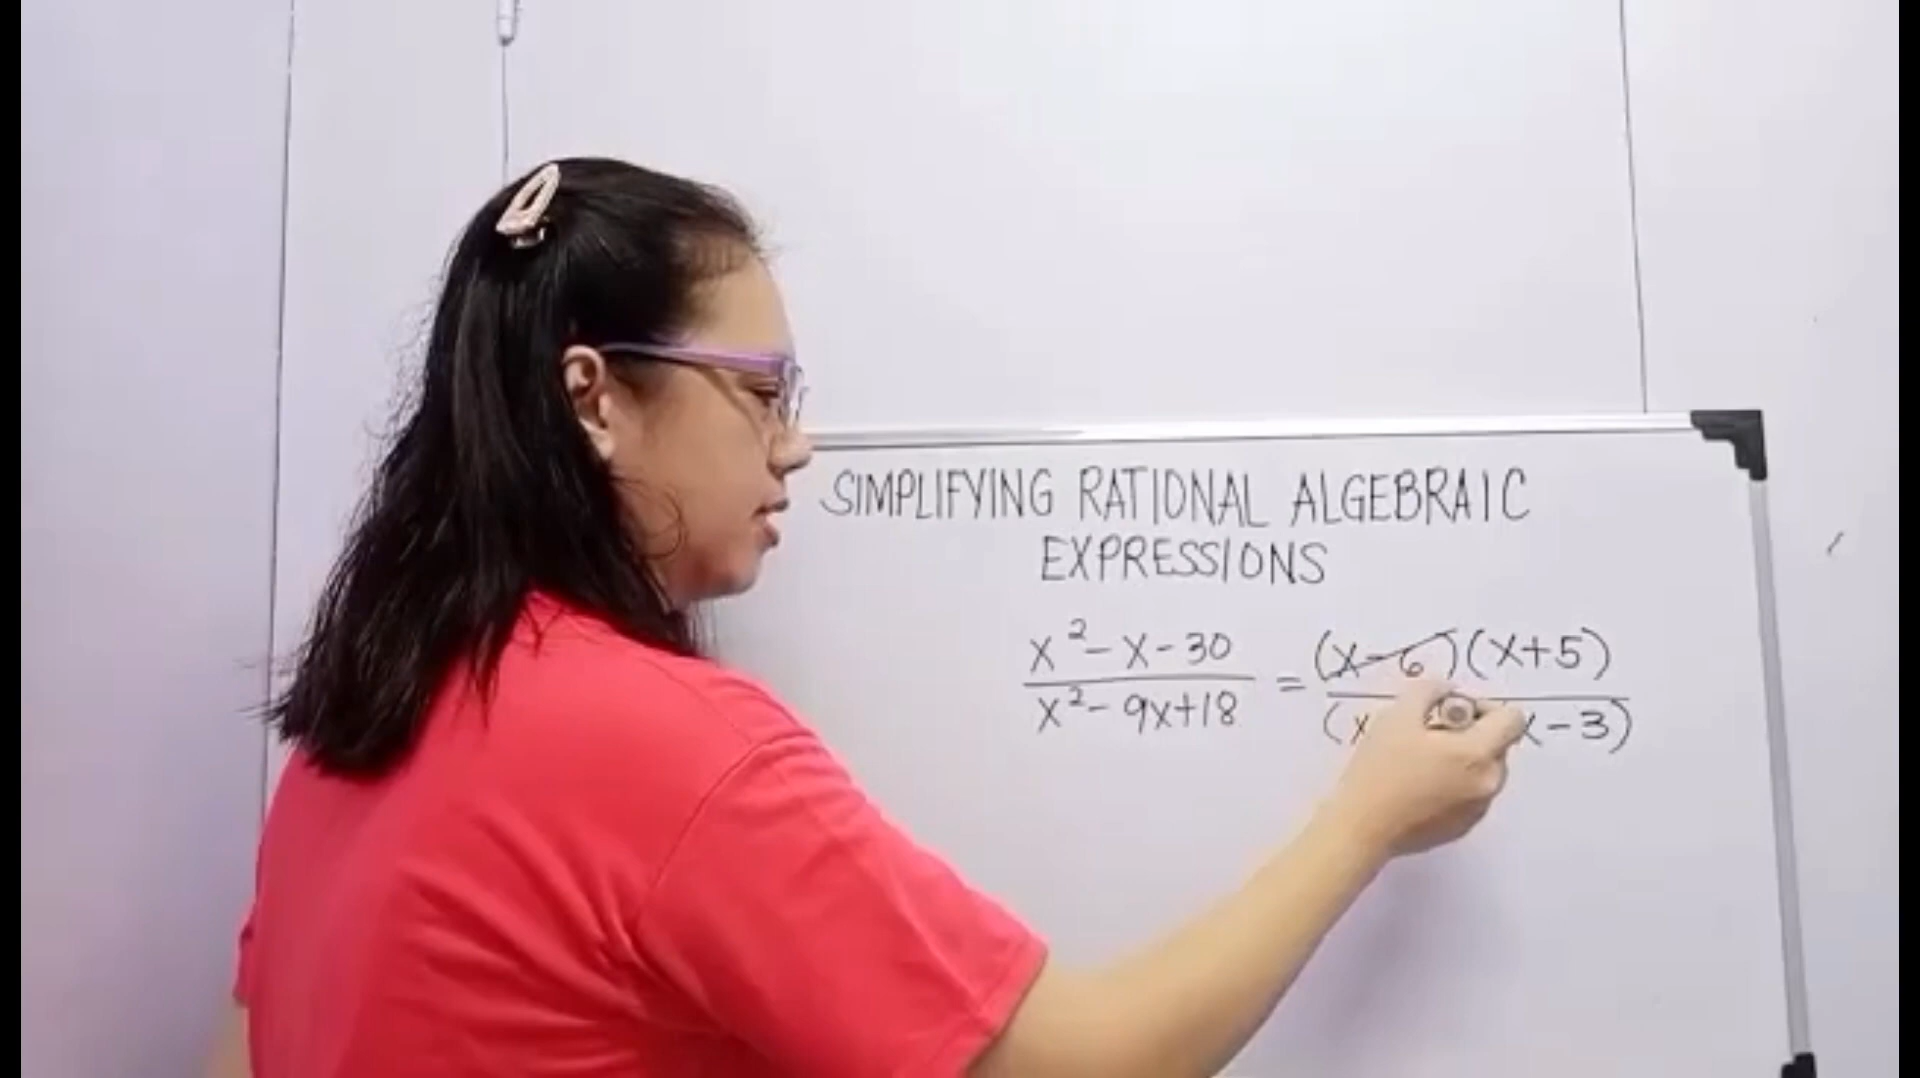 SIMPLIFYING RATIONAL ALGEBRAIC
EXPRESSIONS
x²-x-30 = (x-6)(x+5)
x²-9x+18 (x x-3)